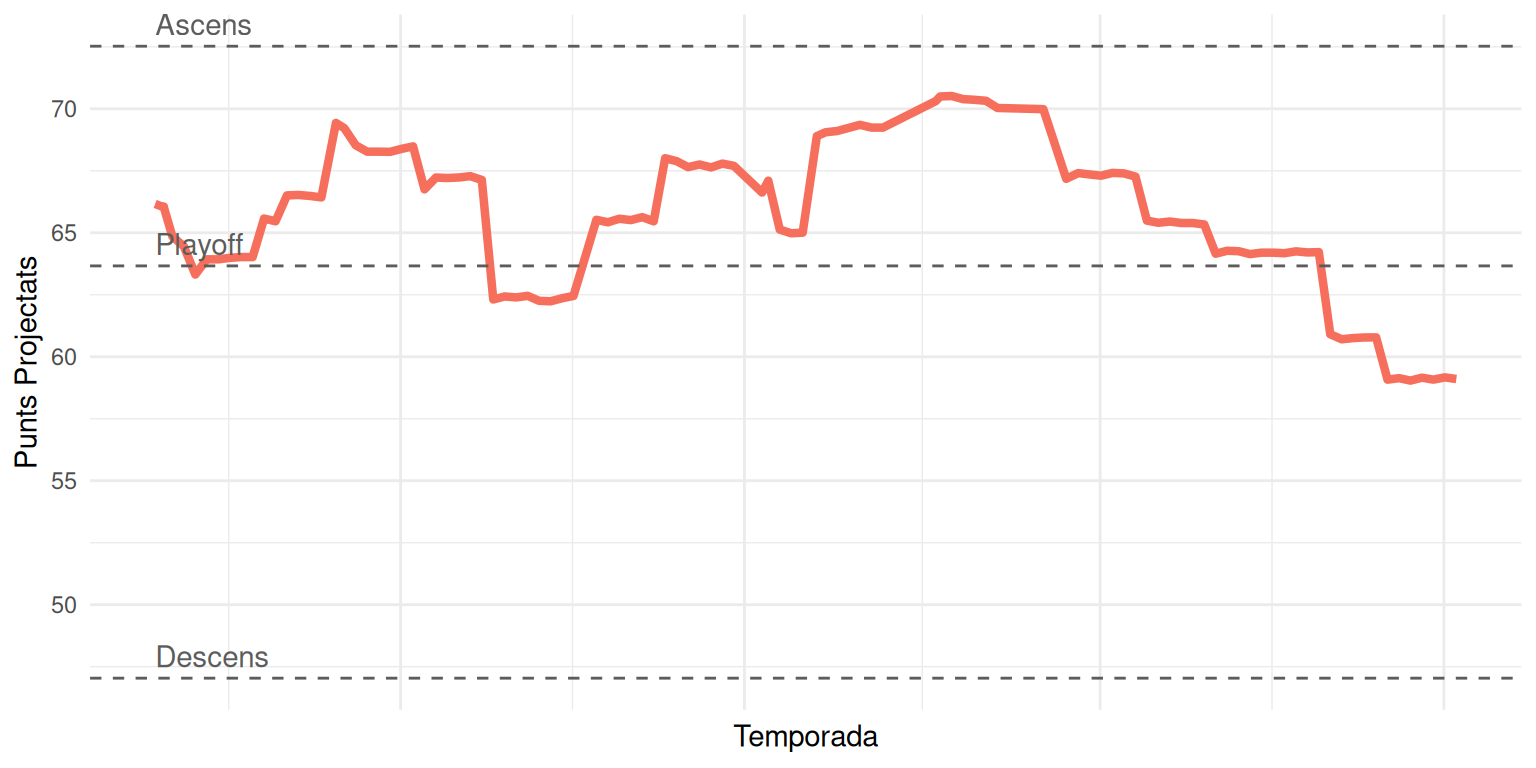 Ascens
70
65
Playoff
60
55
50
Descens
Punts Projectats
Temporada